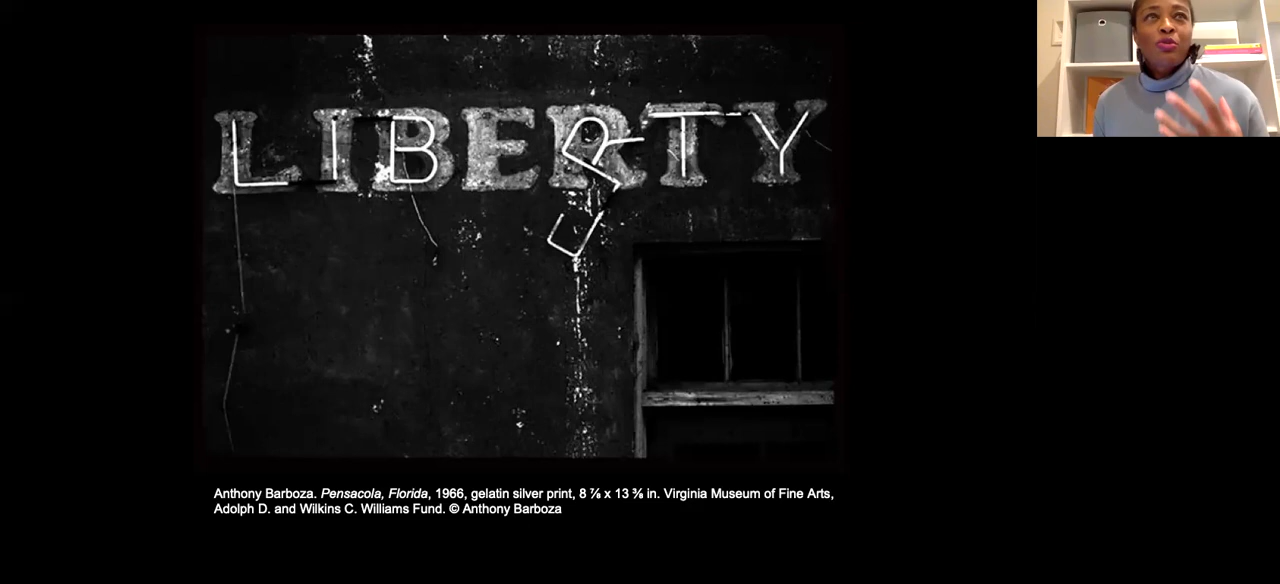 LIBERTY
Anthony Barboza. Pensacola, Florida, 1966, gelatin silver print, 8 ⅞ x 13 ⅜ in. Virginia Museum of Fine Arts,
Adolph D. and Wilkins C. Williams Fund. © Anthony Barboza